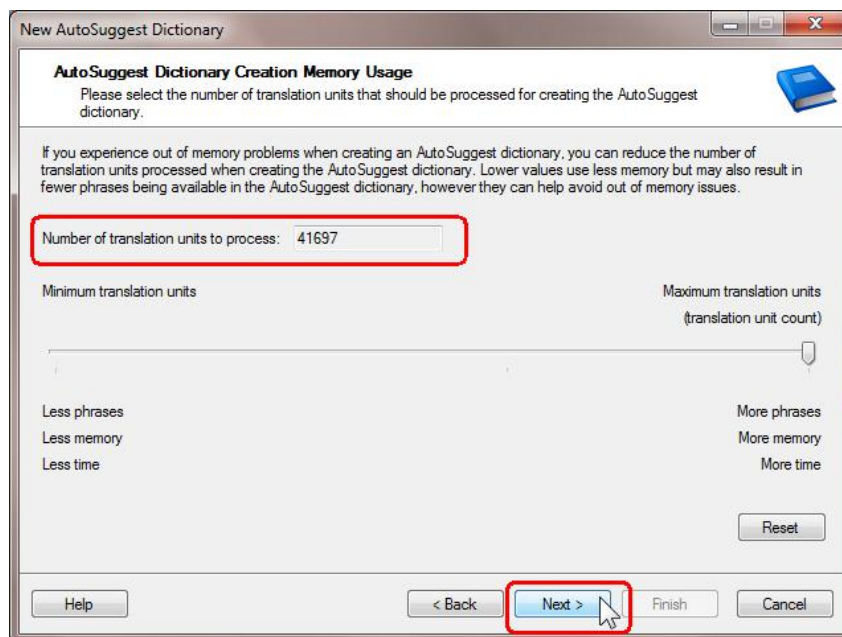 New AutoSuggest Dictionary
AutoSuggest Dictionary Creation Memory Usage
Please select the number of translation units that should be processed for creating the AutoSuggest
dictionary.
If you experience out of memory problems when creating an AutoSuggest dictionary, you can reduce the number of
translation units processed when creating the AutoSuggest dictionary. Lower values use less memory but may also result in
fewer phrases being available in the AutoSuggest dictionary, however they can help avoid out of memory issues.
Number of translation units to process: 41697
Minimum translation units Maximum translation units
(translation unit count)
Less phrases More phrases
Less memory More memory
Less time More time
Reset
Help < Back Next > Finish Cancel